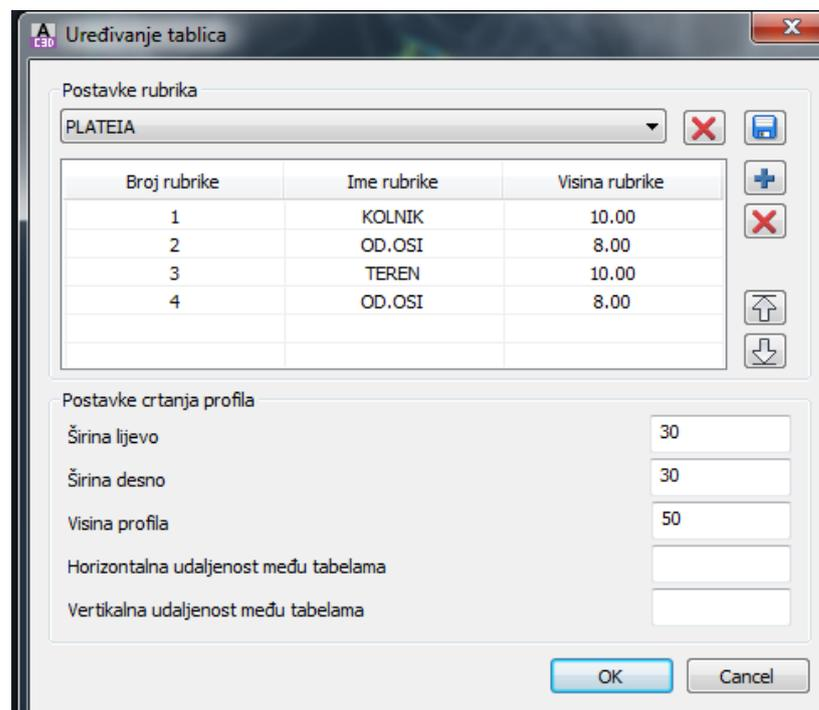 A
C3D Uređivanje tablica
Postavke rubrika
PLATEIA
Broj rubrike Ime rubrike Visina rubrike
1 KOLNIK 10.00
2 OD.OSI 8.00
3 TEREN 10.00
4 OD.OSI 8.00
Postavke crtanja profila
Širina lijevo 30
Širina desno 30
Visina profila 50
Horizontalna udaljenost među tabelama
Vertikalna udaljenost među tabelama
OK Cancel